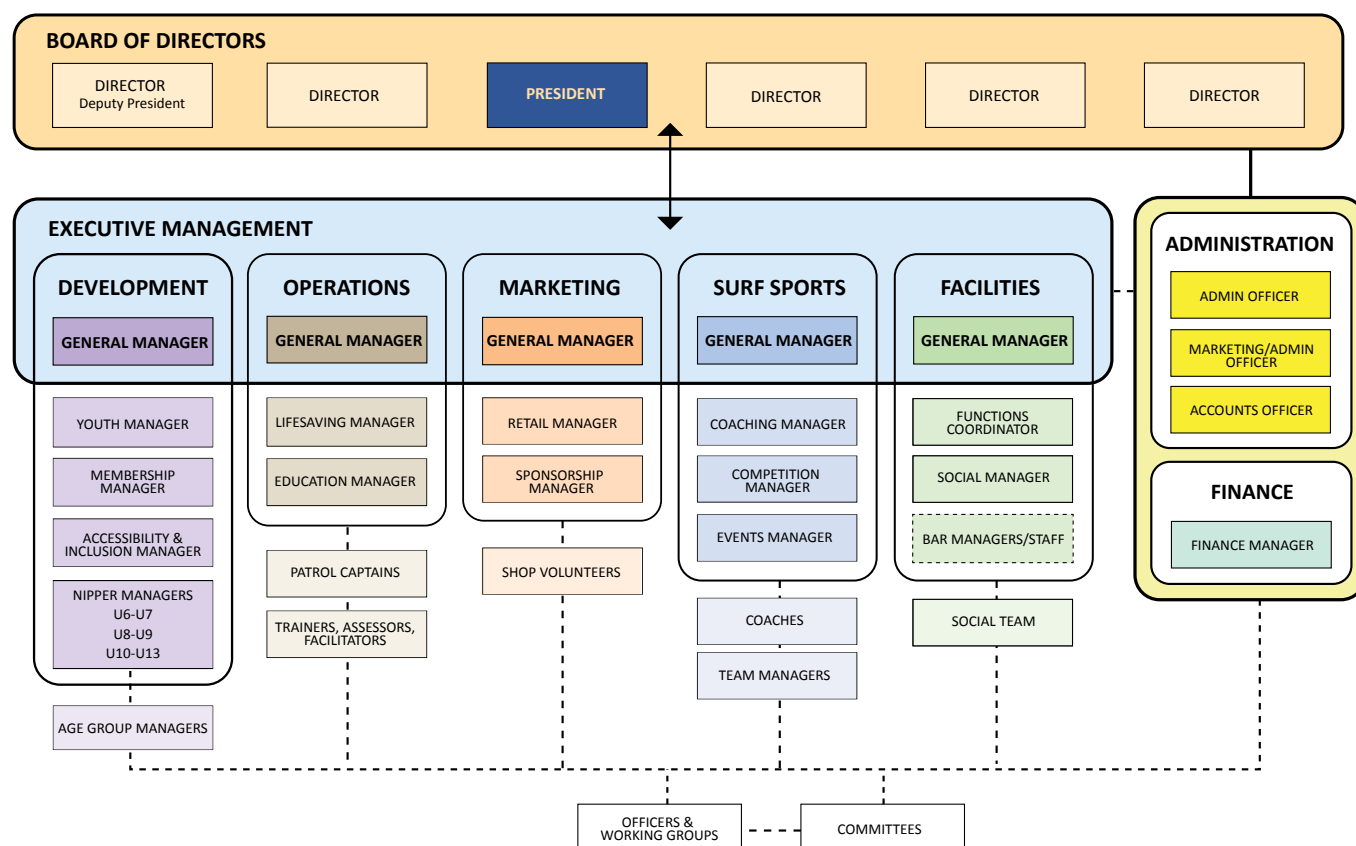 BOARD OF DIRECTORS
DIRECTOR
Deputy President
DIRECTOR
PRESIDENT
DIRECTOR
DIRECTOR
DIRECTOR
EXECUTIVE MANAGEMENT
DEVELOPMENT
GENERAL MANAGER
YOUTH MANAGER
MEMBERSHIP
MANAGER
ACCESSIBILITY &
INCLUSION MANAGER
NIPPER MANAGERS
U6-U7
U8-U9
U10-U13
AGE GROUP MANAGERS
OPERATIONS
GENERAL MANAGER
LIFESAVING MANAGER
EDUCATION MANAGER
PATROL CAPTAINS
TRAINERS, ASSESSORS,
FACILITATORS
MARKETING
GENERAL MANAGER
RETAIL MANAGER
SPONSORSHIP
MANAGER
SHOP VOLUNTEERS
SURF SPORTS
GENERAL MANAGER
COACHING MANAGER
COMPETITION
MANAGER
EVENTS MANAGER
COACHES
TEAM MANAGERS
FACILITIES
GENERAL MANAGER
FUNCTIONS
COORDINATOR
SOCIAL MANAGER
BAR MANAGERS/STAFF
SOCIAL TEAM
ADMINISTRATION
ADMIN OFFICER
MARKETING/ADMIN
OFFICER
ACCOUNTS OFFICER
FINANCE
FINANCE MANAGER
OFFICERS &
WORKING GROUPS
COMMITTEES